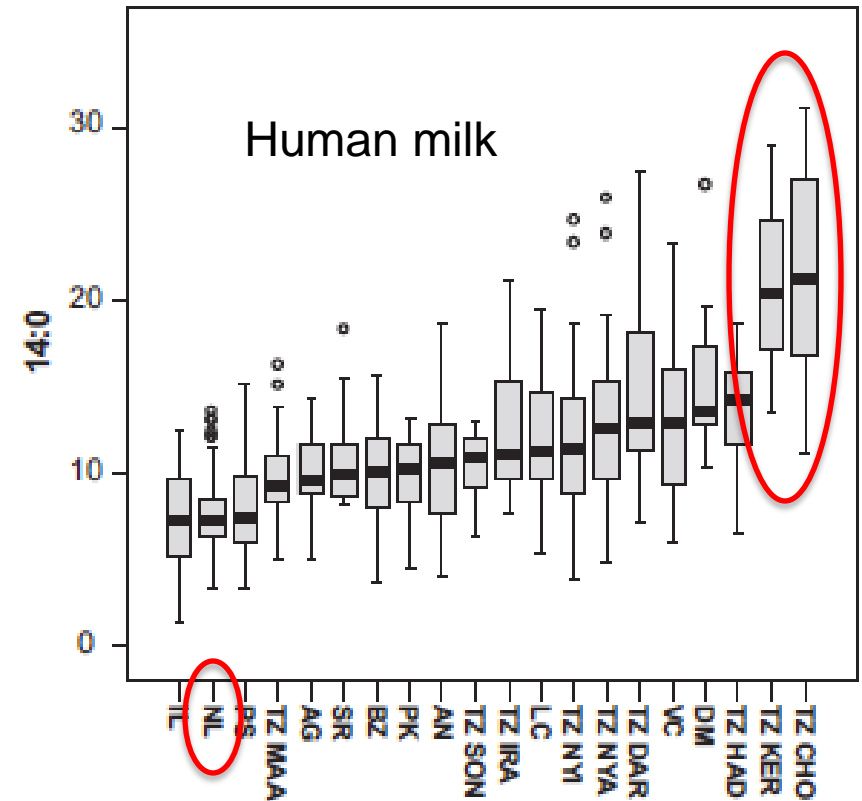 Human milk
14:0
30
20
10
0
IL
NL
PS
TZ MAA
AG
SR
BZ
PK
AN
TZ SON
TZ IRA
LC
TZ NYI
TZ NYA
TZ DAR
VC
DM
TZ HAD
TZ KER
TZ CHO